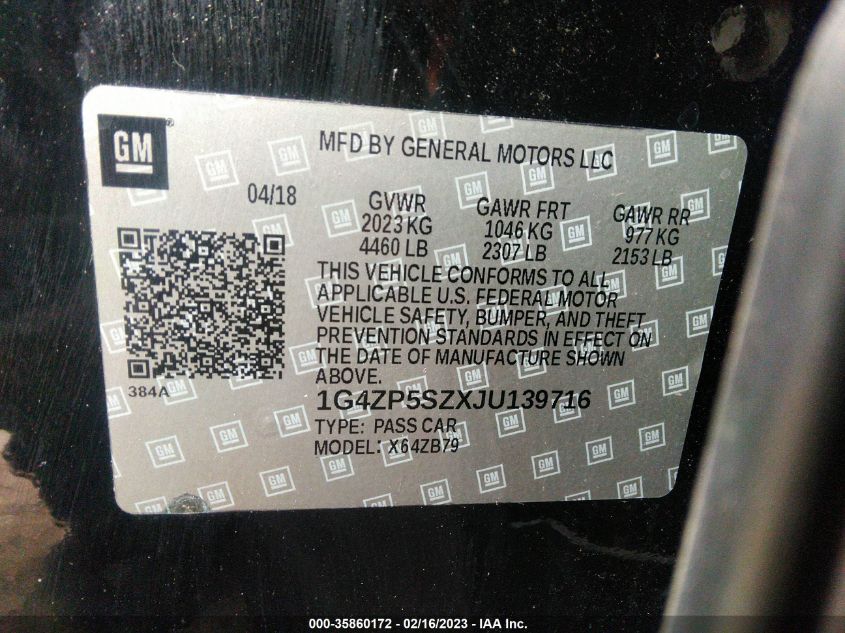 GM®
MFD BY GENERAL MOTORS LLC
04/18
GVWR GAWR FRT GAWR RR
2023 KG 1046 KG 977 KG
4460 LB 2307 LB 2153 LB
THIS VEHICLE CONFORMS TO ALL
APPLICABLE U.S. FEDERAL MOTOR
VEHICLE SAFETY, BUMPER, AND THEFT
PREVENTION STANDARDS IN EFFECT ON
THE DATE OF MANUFACTURE SHOWN
ABOVE.
384A
1G4ZP5SZXJU139716
TYPE: PASS CAR
MODEL: X64ZB79
000-35860172 - 02/16/2023 - IAA Inc.